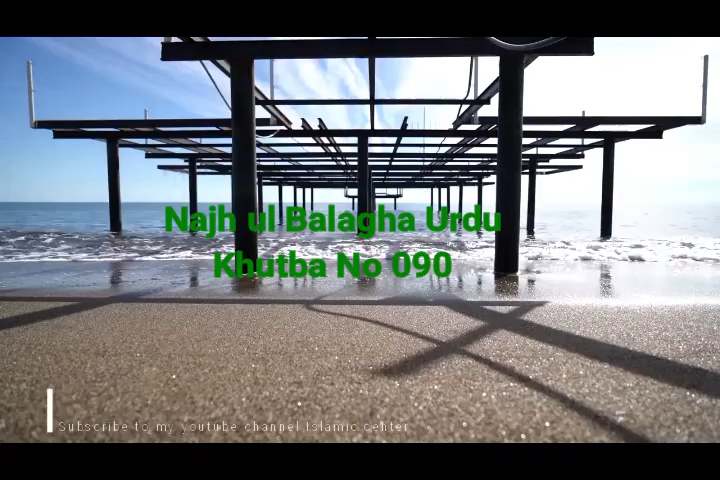 Najh ul Balagha Urdu
Khutba No 090
Subscribe to my youtube channel Islamic center